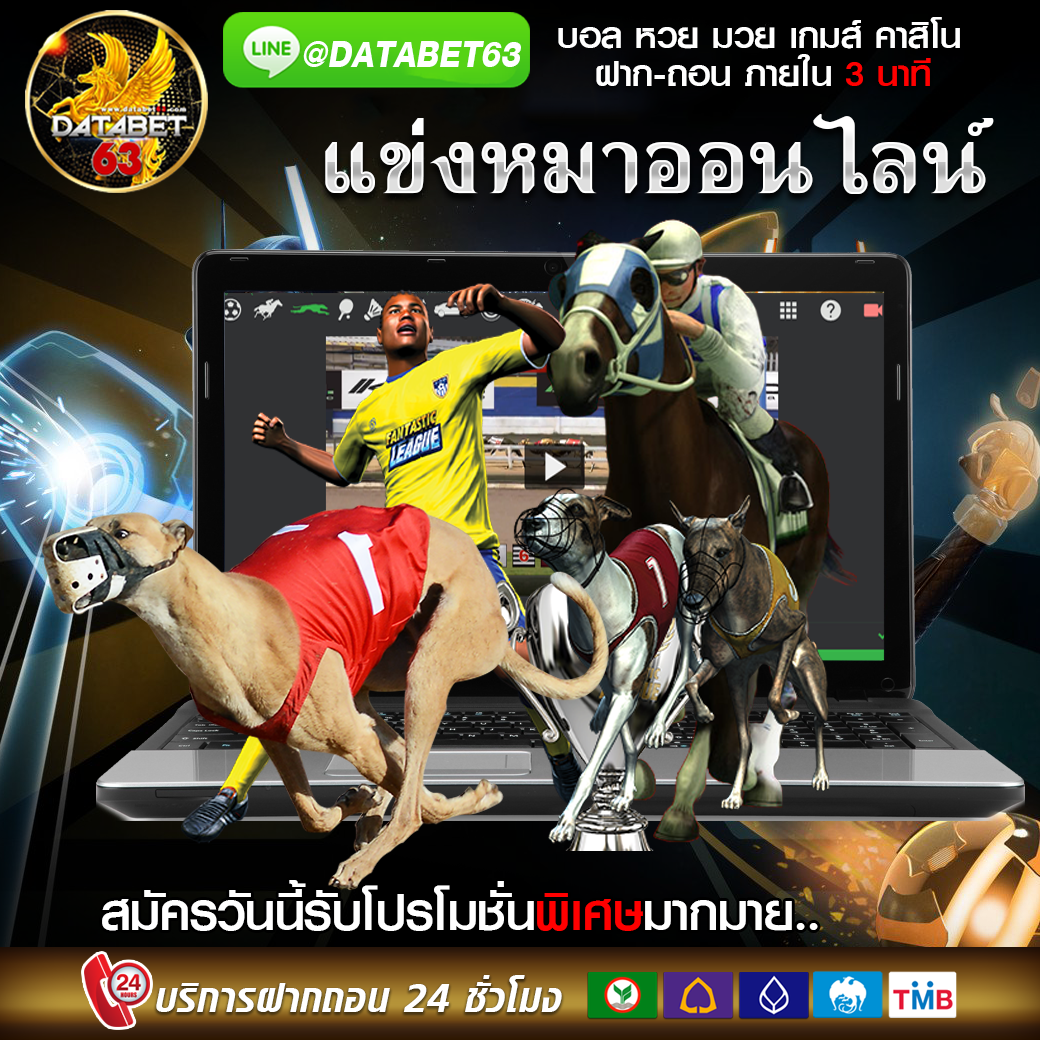 LINE @DATABET63
บอล หวย มวย เกมส์ คาสิโน
ฝาก-ถอน ภายใน 3 นาที
www.databet63.com
DATABET
63
แข่งหมาออนไลน์
FANTASTIC
LEAGUE
1
6
1
สมัครวันนี้รับโปรโมชั่นพิเศษมากมาย..
24
HOURS
บริการฝากถอน 24 ชั่วโมง
TMB